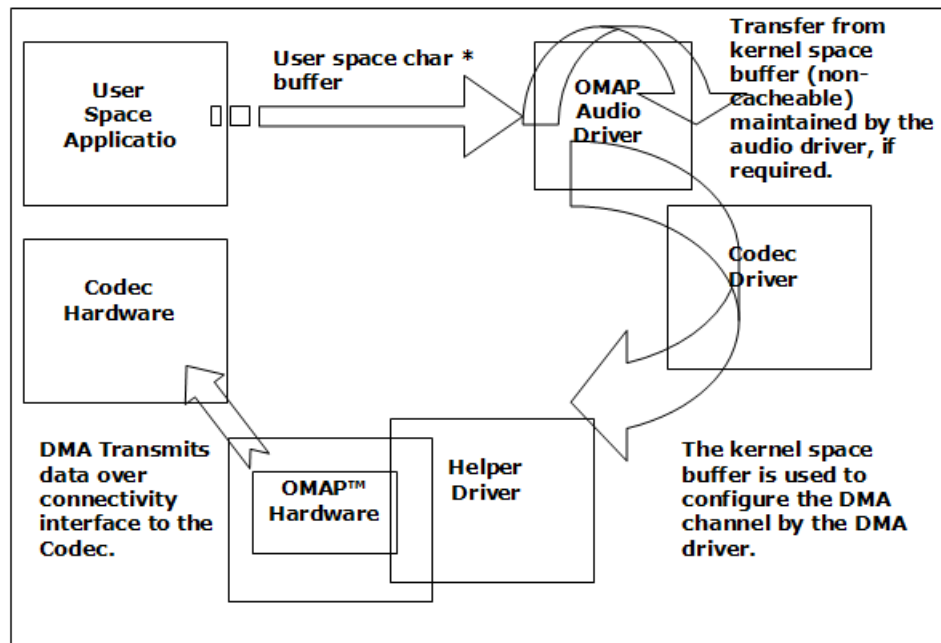 User
Space
Applicatio
User space char *
buffer
OMAP
Audio
Driver
Transfer from
kernel space
buffer (non-
cacheable)
maintained by the
audio driver, if
required.
Codec
Driver
Codec
Hardware
DMA Transmits
data over
connectivity
interface to the
Codec.
OMAP™
Hardware
Helper
Driver
The kernel space
buffer is used to
configure the DMA
channel by the DMA
driver.